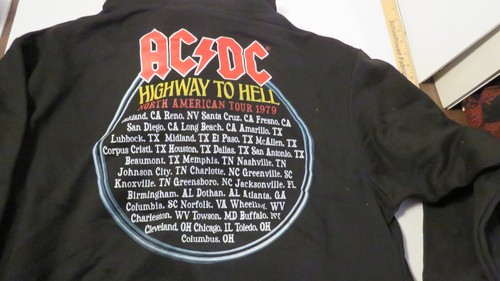 AC DC
HIGHWAY TO HELL
NORTH AMERICAN TOUR 1979
kland, CA Reno, NV Santa Cruz, CA Fresno, CA
San Diego, CA Long Beach, CA Amarillo, TX
Lubbock, TX Midland, TX El Paso, TX McAllen, TX
Corpus Cristi, TX Houston, TX Dallas, TX San Antonio, TX
Beaumont, TX Memphis, TN Nashville, TN
Johnson City, TN Charlotte, NC Greenville, SC
Knoxville, TN Greensboro, NC Jacksonville, FL
Birmingham, AL Dothan, AL Atlanta, GA
Columbia, SC Norfolk, VA Wheeling, WV
Charleston, WV Towson, MD Buffalo, NY
Cleveland, OH Chicago, IL Toledo, OH
Columbus, OH